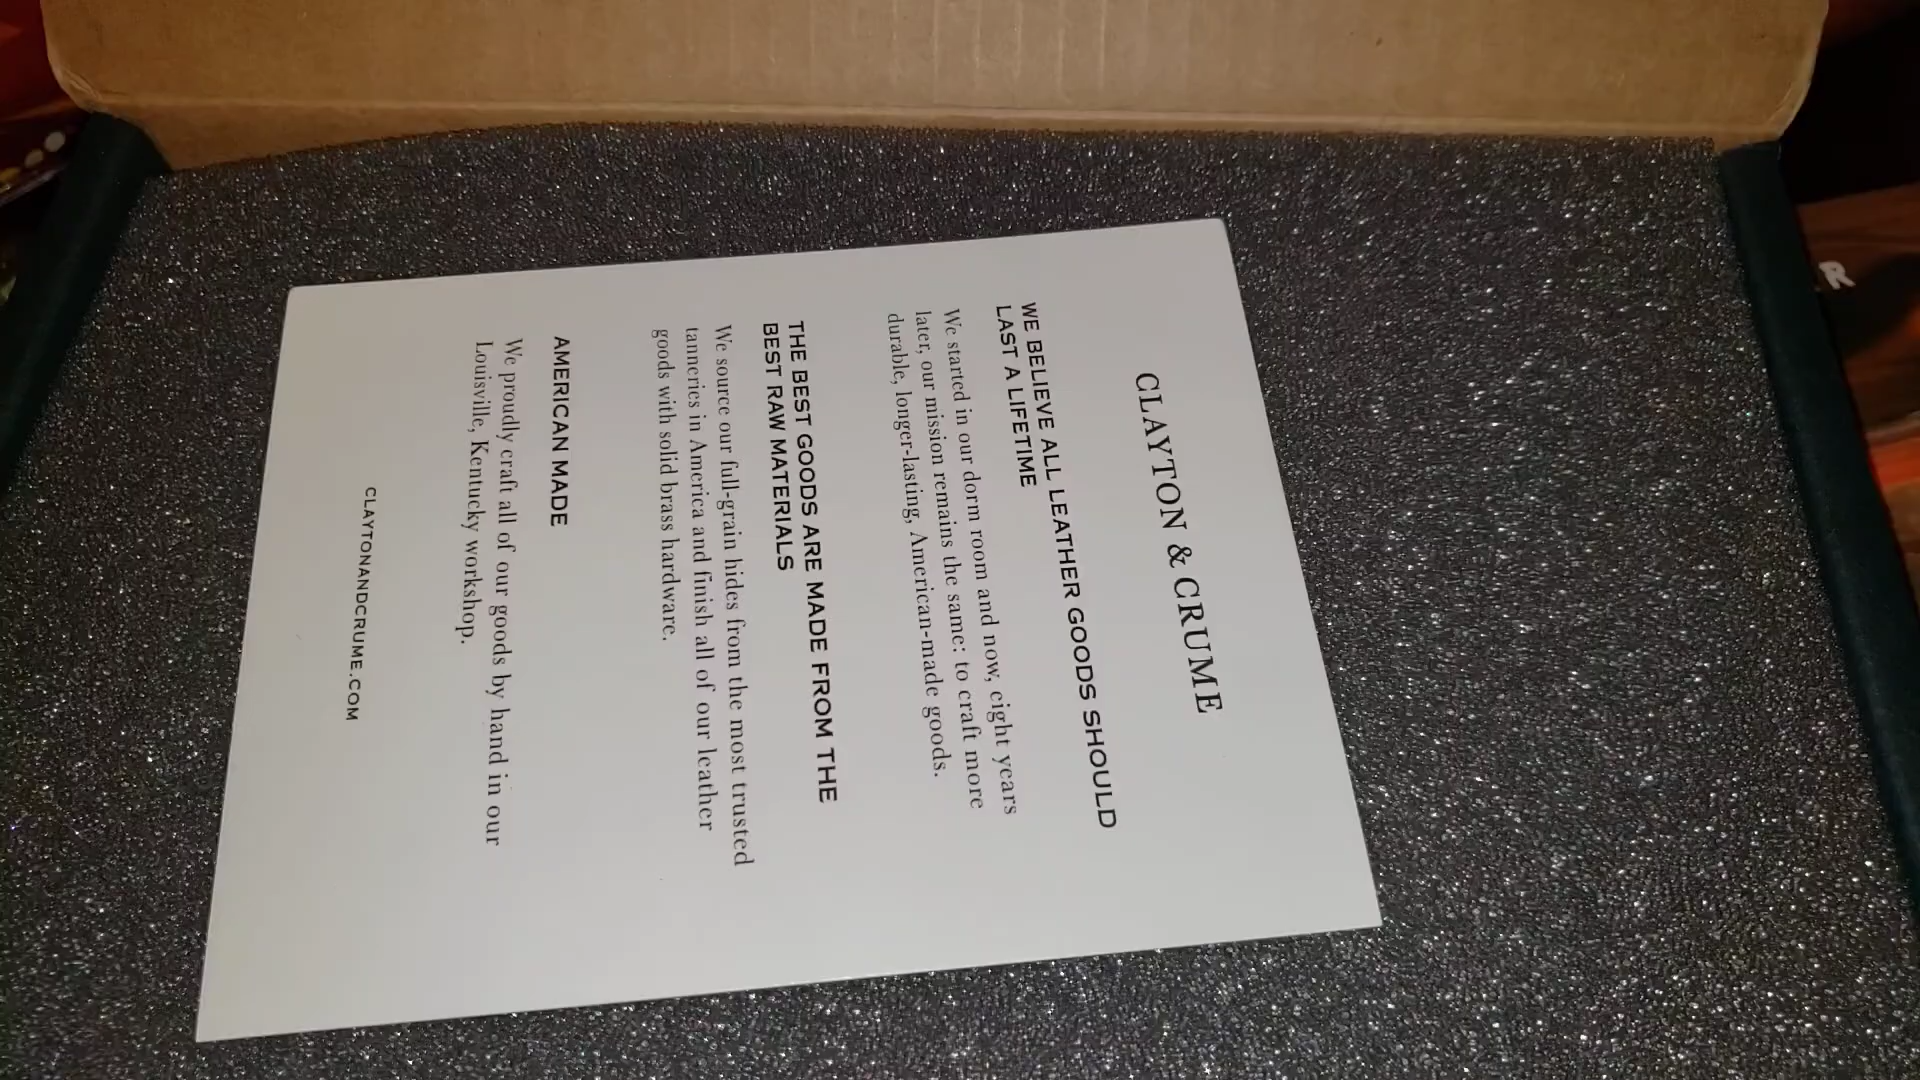 CLAYTON & CRUME
WE BELIEVE ALL LEATHER GOODS SHOULD
LAST A LIFETIME
We started in our dorm room and now, eight years
later, our mission remains the same: to craft more
durable, longer-lasting, American-made goods.
THE BEST GOODS ARE MADE FROM THE
BEST RAW MATERIALS
We source our full-grain hides from the most trusted
tanneries in America and finish all of our leather
goods with solid brass hardware.
AMERICAN MADE
We proudly craft all of our goods by hand in our
Louisville, Kentucky workshop.
CLAYTONANDCRUME.COM